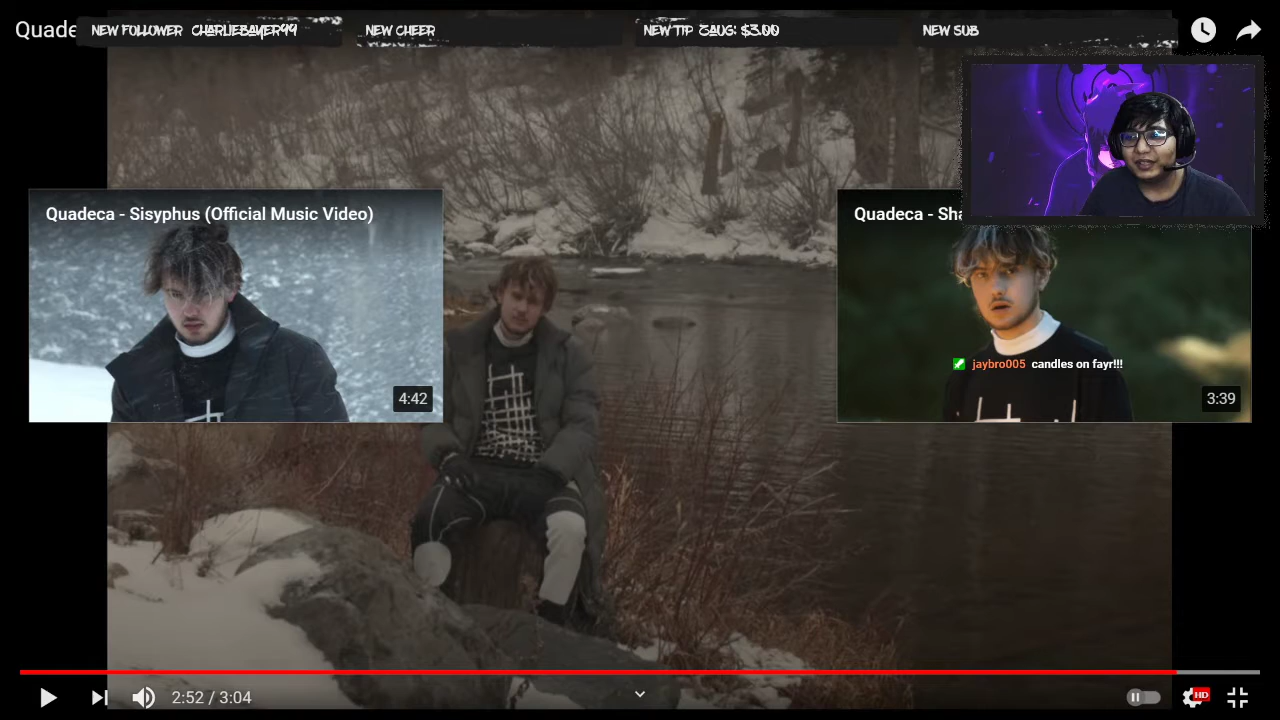 Quade
NEW FOLLOWER CHARLIEBAVER99
NEW CHEER
NEW TIP ZAUG: $3.00
NEW SUB
Quadeca - Sisyphus (Official Music Video)
4:42
Quadeca - Sha
jaybro005 candles on fayr!!!
3:39
2:52 / 3:04
HD